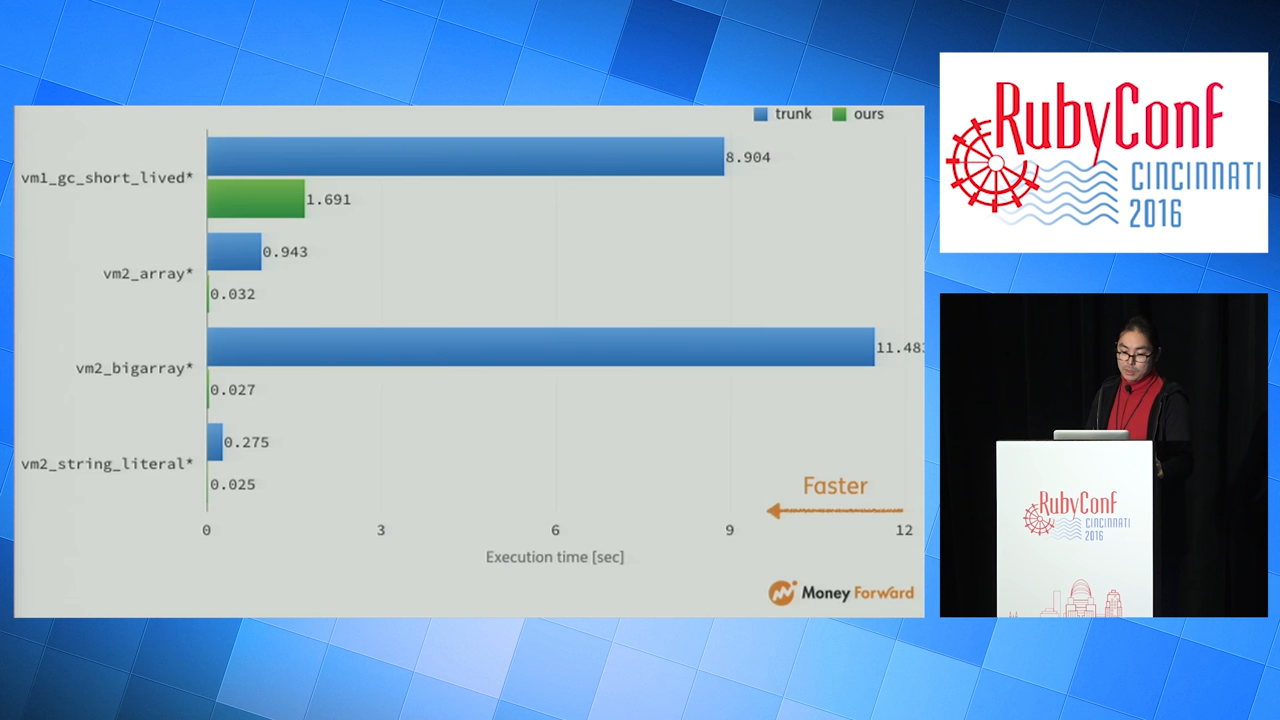 trunk ours
vm1_gc_short_lived*
8.904
1.691
vm2_array*
0.943
0.032
vm2_bigarray*
11.483
0.027
vm2_string_literal*
0.275
0.025
Faster
0 3 6 9 12
Execution time [sec]
Money Forward
RubyConf
CINCINNATI
2016
RubyConf
CINCINNATI
2016